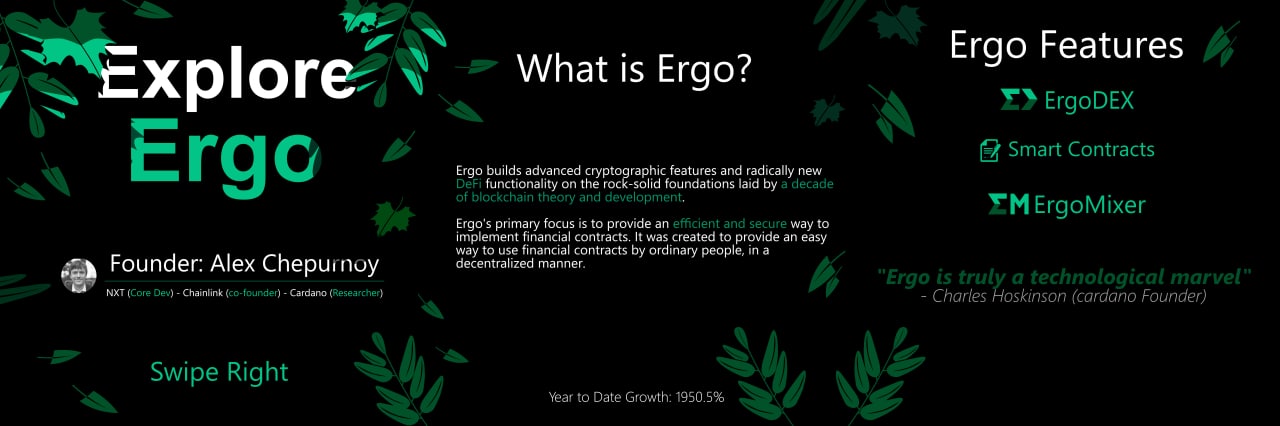 Explore
Ergo
Founder: Alex Chepurnoy
NXT (Core Dev) - Chainlink (co-founder) - Cardano (Researcher)
Swipe Right
What is Ergo?
Ergo builds advanced cryptographic features and radically new
DeFi functionality on the rock-solid foundations laid by a decade
of blockchain theory and development.
Ergo's primary focus is to provide an efficient and secure way to
implement financial contracts. It was created to provide an easy
way to use financial contracts by ordinary people, in a
decentralized manner.
Year to Date Growth: 1950.5%
Ergo Features
ErgoDEX
Smart Contracts
ErgoMixer
"Ergo is truly a technological marvel"
- Charles Hoskinson (cardano Founder)